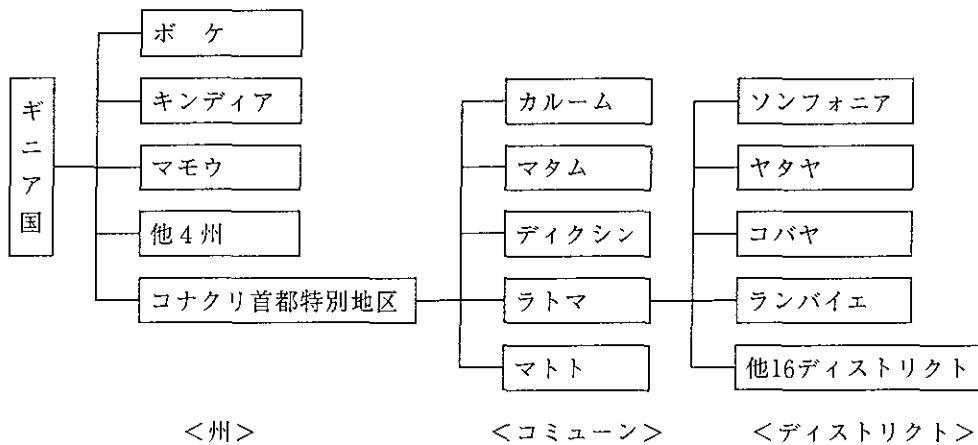 ギニア国
ボケ
キンディア
マモウ
他4州
コナクリ首都特別地区
<州>
カルーム
マタム
ディクシン
ラトマ
マトト
<コミューン>
ソンフォニア
ヤタヤ
コバヤ
ランバイエ
他16ディストリクト
<ディストリクト>